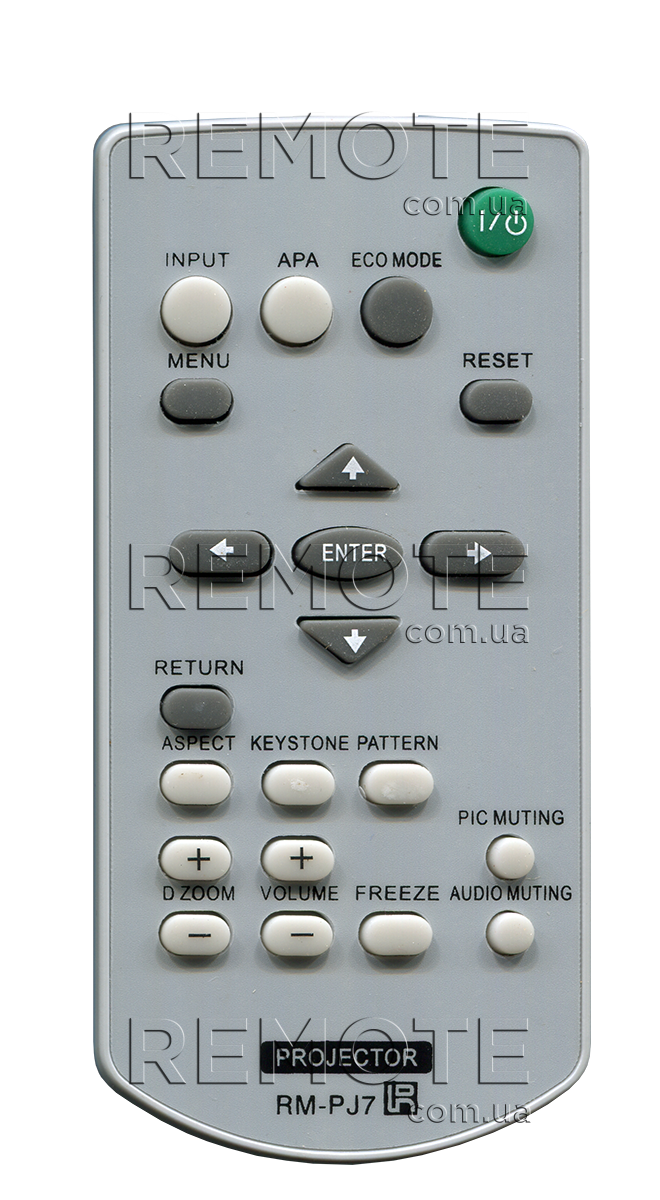 REMOTE
com.ua
I/⏻
INPUT APA ECO MODE
MENU RESET
ENTER
REMOTE
com.ua
RETURN
ASPECT KEYSTONE PATTERN
PIC MUTING
+ +
D ZOOM VOLUME FREEZE AUDIO MUTING
− −
REMOTE
PROJECTOR
RM-PJ7
com.ua